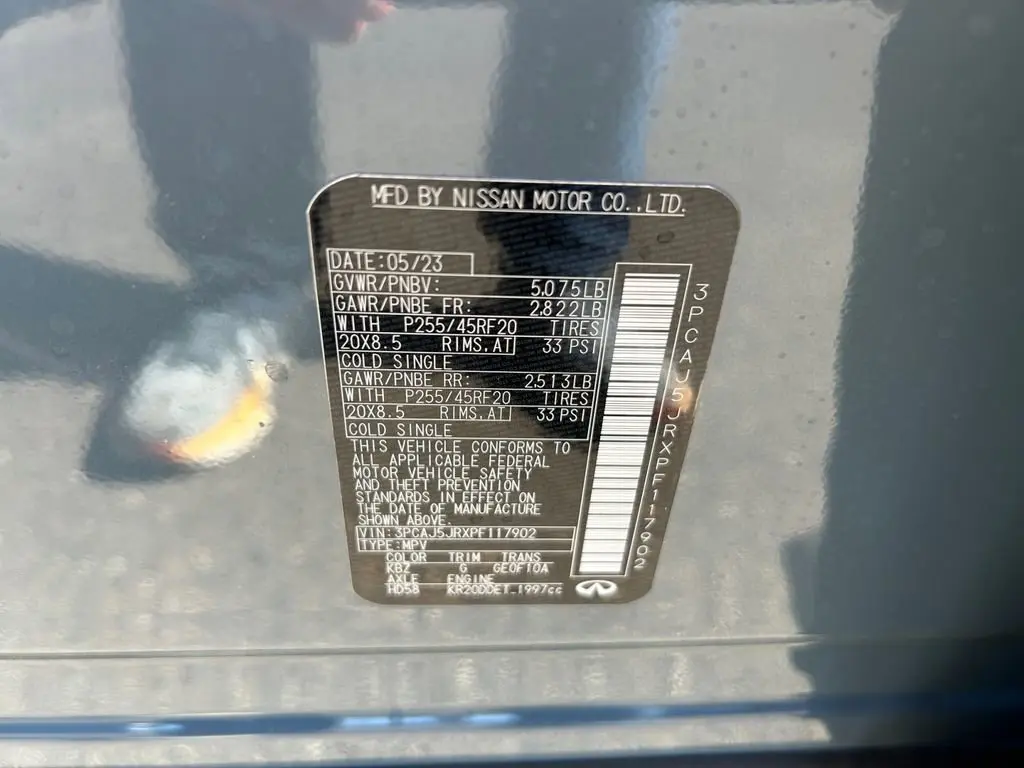 MFD BY NISSAN MOTOR CO.,LTD.
DATE:05/23
GVWR/PNBV: 5,075LB
GAWR/PNBE FR: 2,822LB
WITH P255/45RF20 TIRES
20X8.5 RIMS,AT 33 PSI
COLD SINGLE
GAWR/PNBE RR: 2,513LB
WITH P255/45RF20 TIRES
20X8.5 RIMS.AT 33 PSI
COLD SINGLE
THIS VEHICLE CONFORMS TO
ALL APPLICABLE FEDERAL
MOTOR VEHICLE SAFETY
AND THEFT PREVENTION
STANDARDS IN EFFECT ON
THE DATE OF MANUFACTURE
SHOWN ABOVE.
VIN:3PCAJ5JRXPF117902
TYPE:MPV
COLOR TRIM TRANS
KBZ G GE0F10A
AXLE ENGINE
HD58 KR20DDET 1997cc
3PCAJ5JRXPF117902